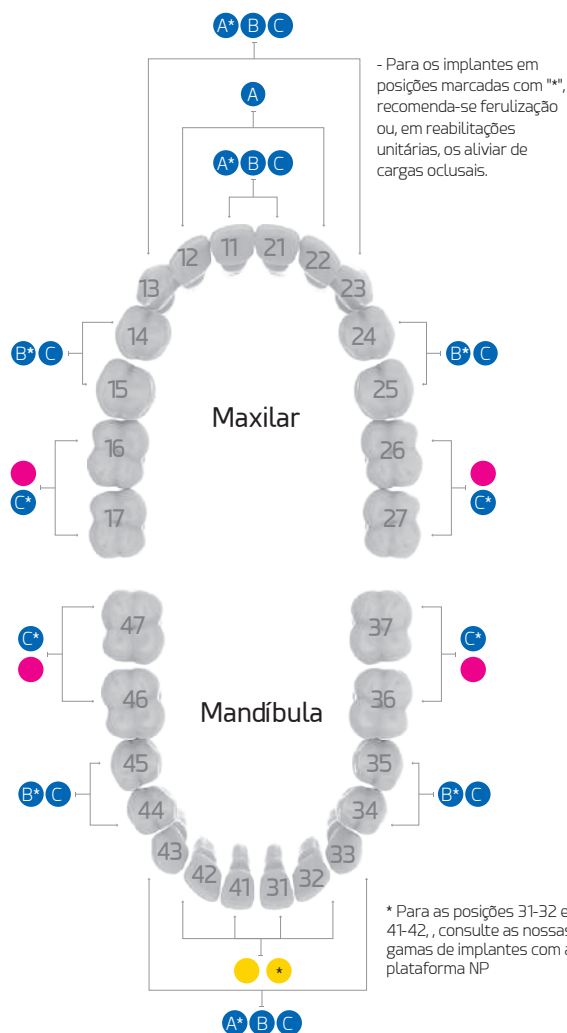 A* B C
- Para os implantes em
posições marcadas com "*",
recomenda-se ferulização
ou, em reabilitações
unitárias, os aliviar de
cargas oclusais.
A
A* B C
11 21
12 22
13 23
14 24
B* C B* C
15 25
Maxilar
16 26
C* C*
17 27
47 37
C* C*
46 36
Mandíbula
45 35
B* C B* C
44 34
43 33
42 32
41 31
* Para as posições 31-32 e
41-42, , consulte as nossas
gamas de implantes com a
plataforma NP
*
A* B C